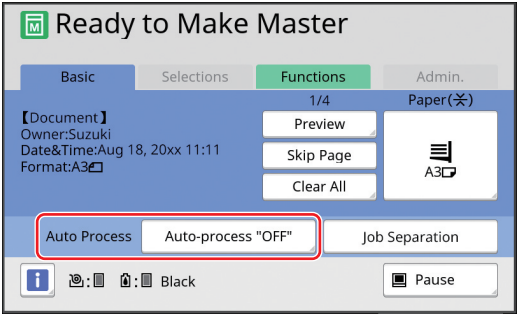 Ready to Make Master
Basic
Selections
Functions
Admin.
【Document】
Owner:Suzuki
Date&Time:Aug 18, 20xx 11:11
Format:A3
1/4
Preview
Skip Page
Clear All
Paper( )
A3
Auto Process
Auto-process "OFF"
Job Separation
i
: : Black
Pause